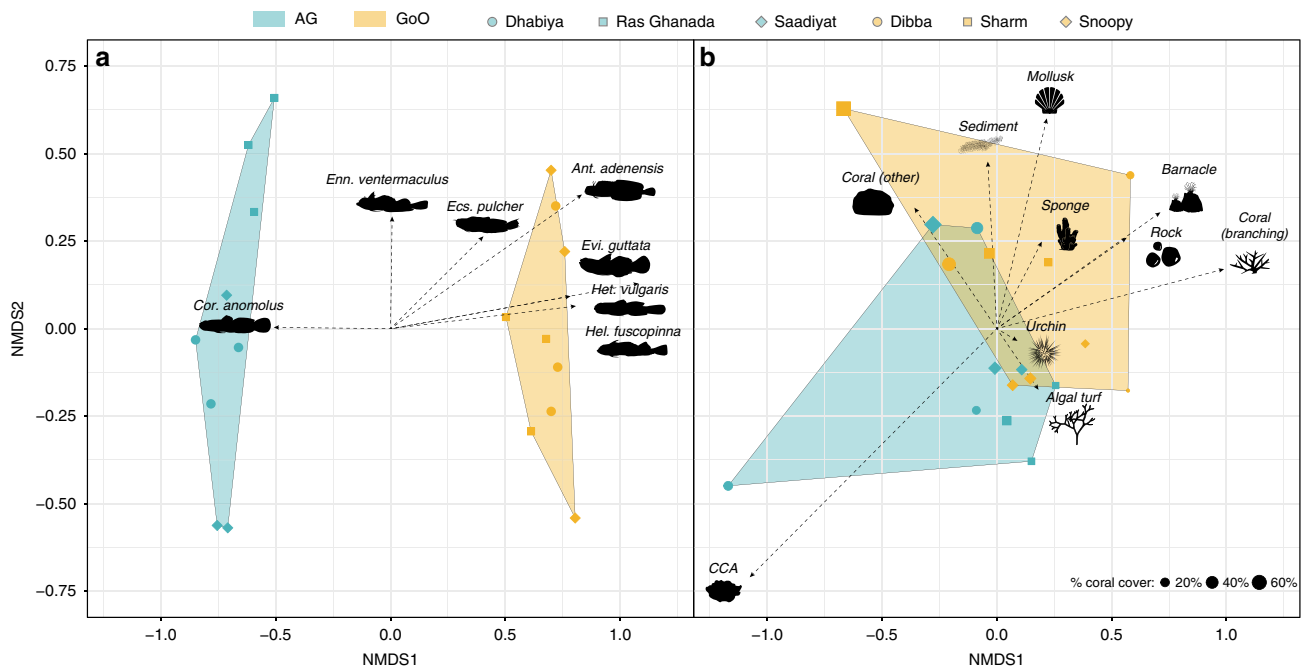 AG GoO Dhabiya Ras Ghanada Saadiyat Dibba Sharm Snoopy
a
0.75
0.50
0.25
0.00
−0.25
−0.50
−0.75
NMDS2
Enn. ventermaculus
Ecs. pulcher
Ant. adenensis
Evi. guttata
Het. vulgaris
Hel. fuscopinna
Cor. anomolus
−1.0 −0.5 0.0 0.5 1.0
NMDS1
b
Mollusk
Sediment
Coral (other)
Barnacle
Sponge
Rock
Coral
(branching)
Urchin
Algal turf
CCA
% coral cover: 20% 40% 60%
−1.0 −0.5 0.0 0.5 1.0
NMDS1